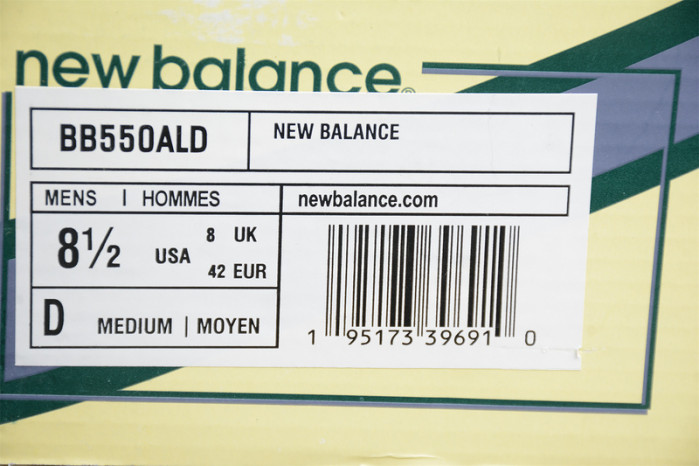 new balance®
BB550ALD
NEW BALANCE
MENS | HOMMES
newbalance.com
8½ USA 8 UK
42 EUR
D MEDIUM | MOYEN
1 95173 39691 0